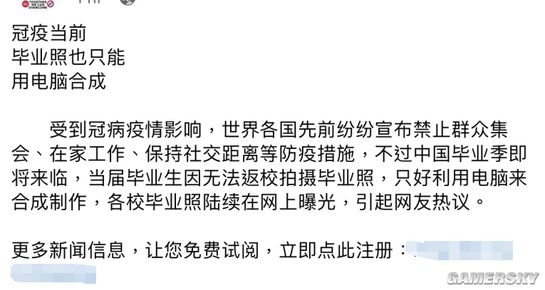 冠疫当前
毕业照也只能
用电脑合成
受到冠病疫情影响，世界各国先前纷纷宣布禁止群众集
会、在家工作、保持社交距离等防疫措施，不过中国毕业季即
将来临，当届毕业生因无法返校拍摄毕业照，只好利用电脑来
合成制作，各校毕业照陆续在网上曝光，引起网友热议。
更多新闻信息，让您免费试阅，立即点此注册：
GAMERSKY